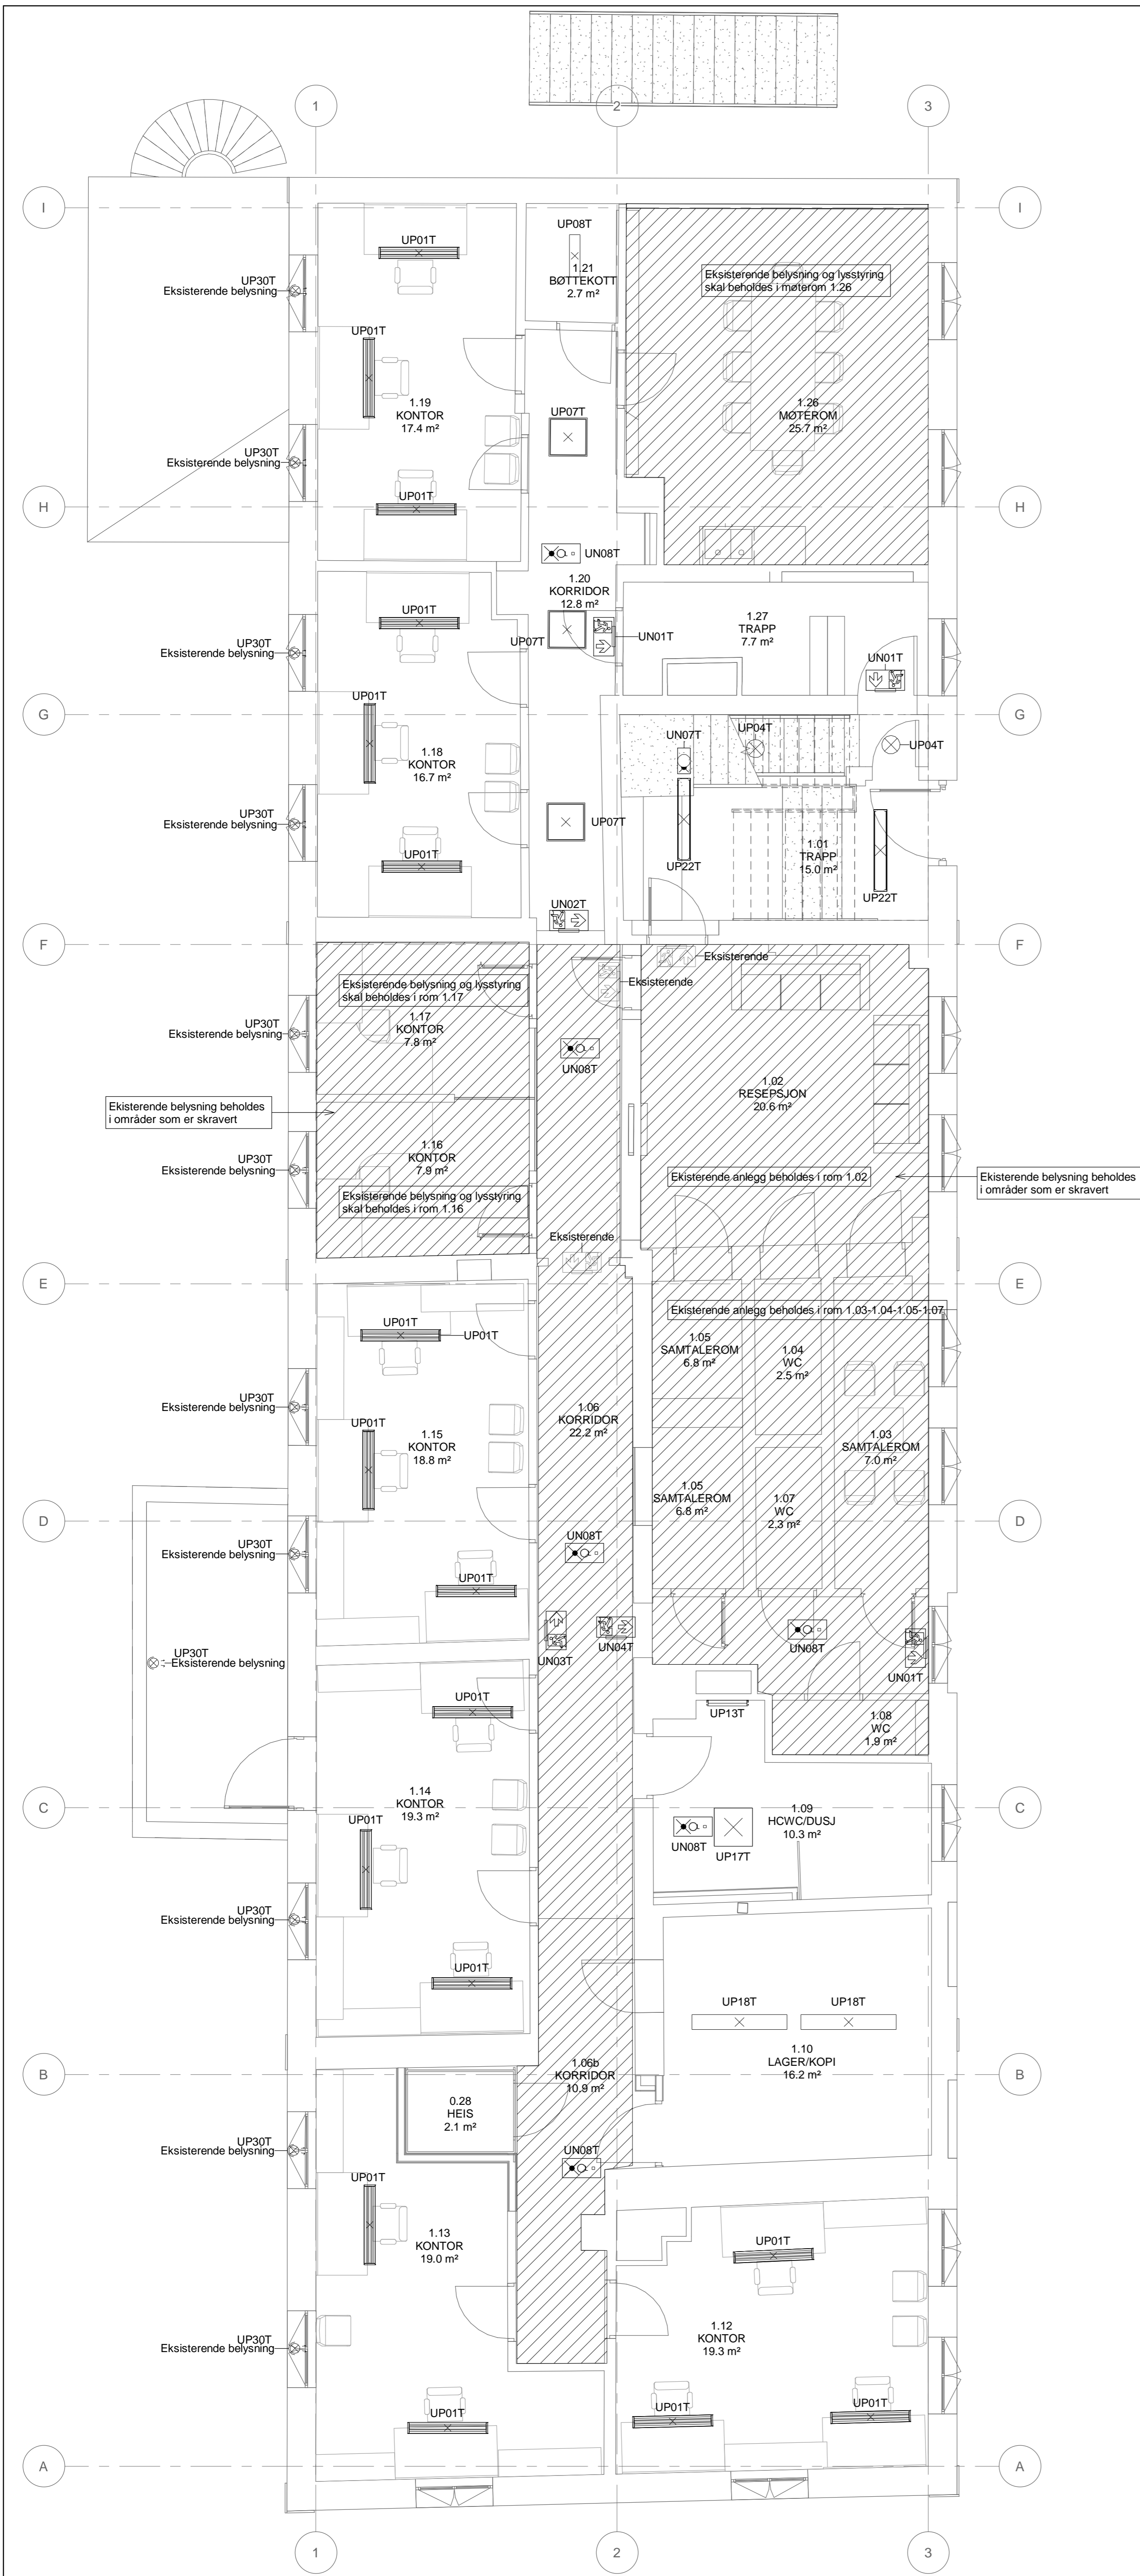 1
2
3
I
I
UP08T
UP01T
1.21
BØTTEKOTT
2.7 m²
Eksisterende belysning og lysstyring
skal beholdes i møterom 1.26
UP30T
Eksisterende belysning
UP01T
1.19
KONTOR
17.4 m²
UP07T
1.26
MØTEROM
25.7 m²
UP30T
Eksisterende belysning
UP01T
H
H
UN08T
1.20
KORRIDOR
12.8 m²
UP01T
UP07T
UN01T
1.27
TRAPP
7.7 m²
UP30T
Eksisterende belysning
UN01T
UP01T
G
G
UN07T
UP04T
UP04T
1.18
KONTOR
16.7 m²
UP30T
Eksisterende belysning
UP07T
1.01
TRAPP
15.0 m²
UP01T
UP22T
UP22T
UN02T
F
F
Eksisterende
Eksisterende
Eksisterende belysning og lysstyring
skal beholdes i rom 1.17
1.17
KONTOR
7.8 m²
UP30T
Eksisterende belysning
UN08T
1.02
RESEPSJON
20.6 m²
Ekisterende belysning beholdes
i områder som er skravert
1.16
KONTOR
7.9 m²
UP30T
Eksisterende belysning
Ekisterende anlegg beholdes i rom 1.02
Ekisterende belysning beholdes
i områder som er skravert
Eksisterende belysning og lysstyring
skal beholdes i rom 1.16
Eksisterende
E
E
Ekisterende anlegg beholdes i rom 1.03-1.04-1.05-1.07
UP01T
UP01T
1.05
SAMTALEROM
6.8 m²
1.04
WC
2.5 m²
UP30T
Eksisterende belysning
1.06
KORRIDOR
22.2 m²
UP01T
1.15
KONTOR
18.8 m²
1.03
SAMTALEROM
7.0 m²
1.05
SAMTALEROM
6.8 m²
1.07
WC
2.3 m²
D
D
UP30T
Eksisterende belysning
UN08T
UP01T
UP30T
Eksisterende belysning
UN03T
UN04T
UN08T
UN01T
UP01T
UP13T
1.08
WC
1.9 m²
1.14
KONTOR
19.3 m²
C
C
1.09
HCWC/DUSJ
10.3 m²
UP01T
UN08T
UP17T
UP30T
Eksisterende belysning
UP01T
UP18T
UP18T
1.10
LAGER/KOPI
16.2 m²
B
B
1.06b
KORRIDOR
10.9 m²
0.28
HEIS
2.1 m²
UP30T
Eksisterende belysning
UN08T
UP01T
1.13
KONTOR
19.0 m²
UP01T
UP30T
Eksisterende belysning
1.12
KONTOR
19.3 m²
UP01T
UP01T
UP01T
A
A
1
2
3